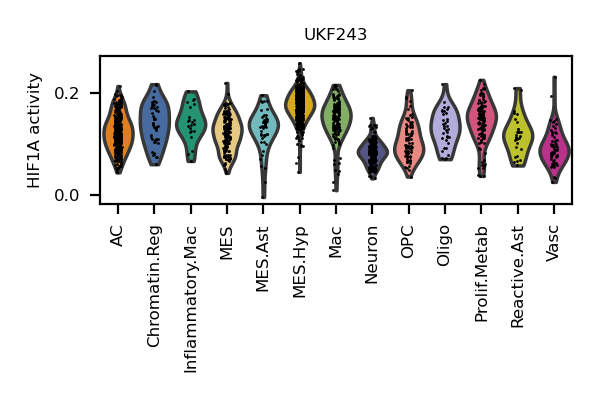 UKF243
HIF1A activity
0.2
0.0
AC
Chromatin.Reg
Inflammatory.Mac
MES
MES.Ast
MES.Hyp
Mac
Neuron
OPC
Oligo
Prolif.Metab
Reactive.Ast
Vasc